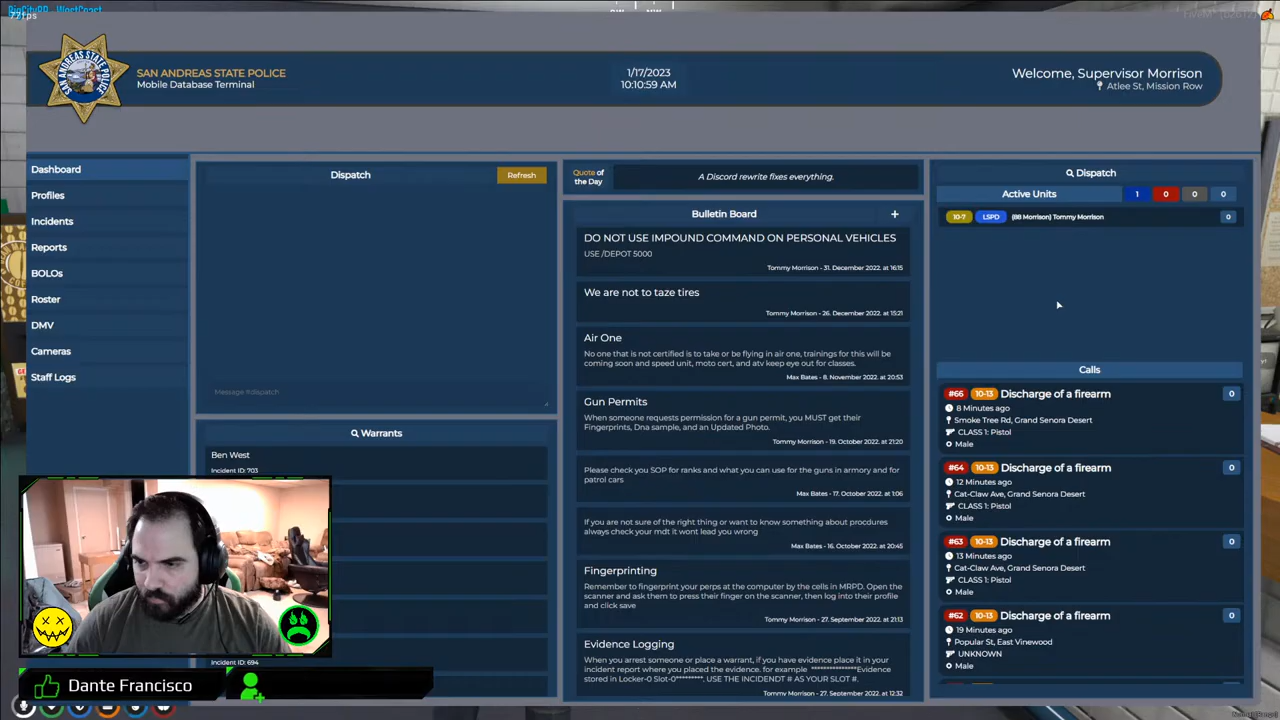 BigCityRP - WestCoast
72fps
SW
NW
SAN ANDREAS STATE POLICE
Mobile Database Terminal
1/17/2023
10:10:59 AM
Welcome, Supervisor Morrison
Atlee St, Mission Row
Dashboard
Profiles
Incidents
Reports
BOLOs
Roster
DMV
Cameras
Staff Logs
Dispatch
Refresh
Message #dispatch
Warrants
Ben West
Incident ID: 703
Incident ID: 694
Quote of
the Day
A Discord rewrite fixes everything.
Bulletin Board
+
DO NOT USE IMPOUND COMMAND ON PERSONAL VEHICLES
USE /DEPOT 5000
Tommy Morrison - 31. December 2022. at 16:15
We are not to taze tires
Tommy Morrison - 26. December 2022. at 15:21
Air One
No one that is not certified is to take or be flying in air one, trainings for this will be
coming soon and speed unit, moto cert, and atv keep eye out for classes.
Max Bates - 8. November 2022. at 20:53
Gun Permits
When someone requests permission for a gun permit, you MUST get their
Fingerprints, Dna sample, and an Updated Photo.
Tommy Morrison - 19. October 2022. at 21:20
Please check you SOP for ranks and what you can use for the guns in armory and for
patrol cars
Max Bates - 17. October 2022. at 1:06
If you are not sure of the right thing or want to know something about procdures
always check your mdt it wont lead you wrong
Max Bates - 16. October 2022. at 20:45
Fingerprinting
Remember to fingerprint your perps at the computer by the cells in MRPD. Open the
scanner and ask them to press their finger on the scanner, then log into their profile
and click save
Tommy Morrison - 27. September 2022. at 21:13
Evidence Logging
When you arrest someone or place a warrant, if you have evidence place it in your
incident report where you placed the evidence. for example **************Evidence
stored in Locker-0 Slot-0*********. USE THE INCIDENDT # AS YOUR SLOT #.
Tommy Morrison - 27. September 2022. at 12:32
Dispatch
Active Units
1
0
0
0
10-7
LSPD
(88 Morrison) Tommy Morrison
0
Calls
#66 10-13 Discharge of a firearm 0
8 Minutes ago
Smoke Tree Rd, Grand Senora Desert
CLASS 1: Pistol
Male
#64 10-13 Discharge of a firearm 0
12 Minutes ago
Cat-Claw Ave, Grand Senora Desert
CLASS 1: Pistol
Male
#63 10-13 Discharge of a firearm 0
13 Minutes ago
Cat-Claw Ave, Grand Senora Desert
CLASS 1: Pistol
Male
#62 10-13 Discharge of a firearm 0
19 Minutes ago
Popular St, East Vinewood
UNKNOWN
Male
Dante Francisco